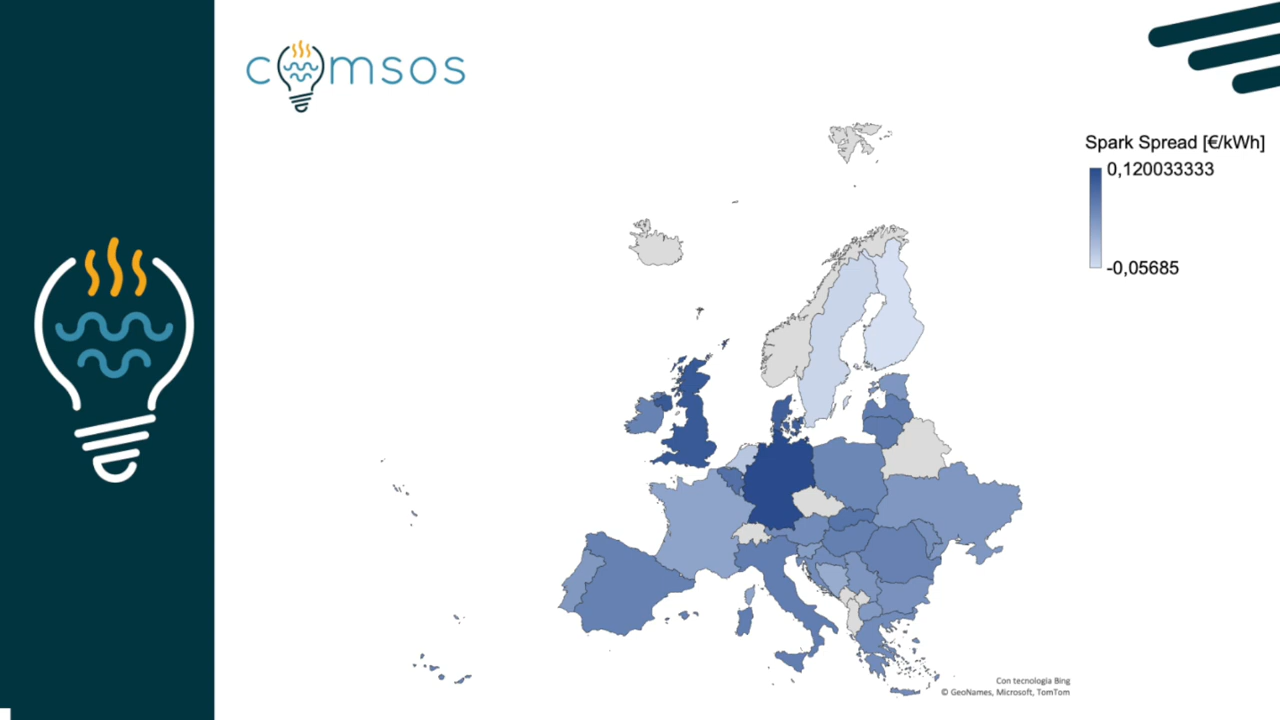 comsos
Spark Spread [€/kWh]
0,120033333
-0,05685
Con tecnologia Bing
© GeoNames, Microsoft, TomTom